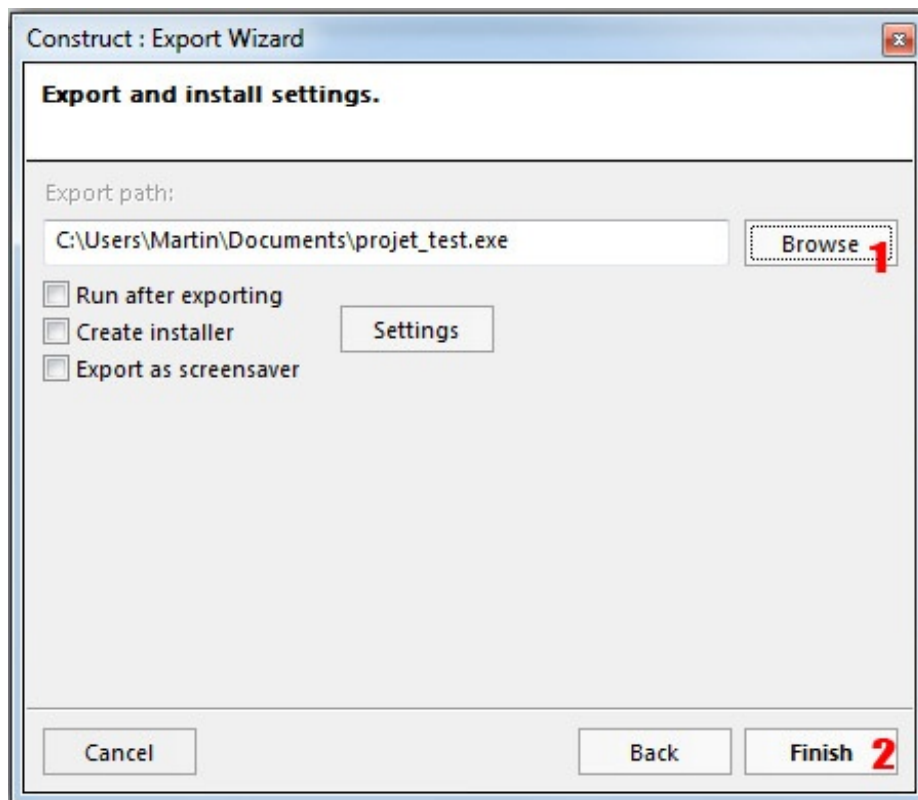 Construct : Export Wizard
Export and install settings.
Export path:
C:\Users\Martin\Documents\projet_test.exe
Browse 1
Run after exporting
Create installer
Settings
Export as screensaver
Cancel
Back
Finish 2